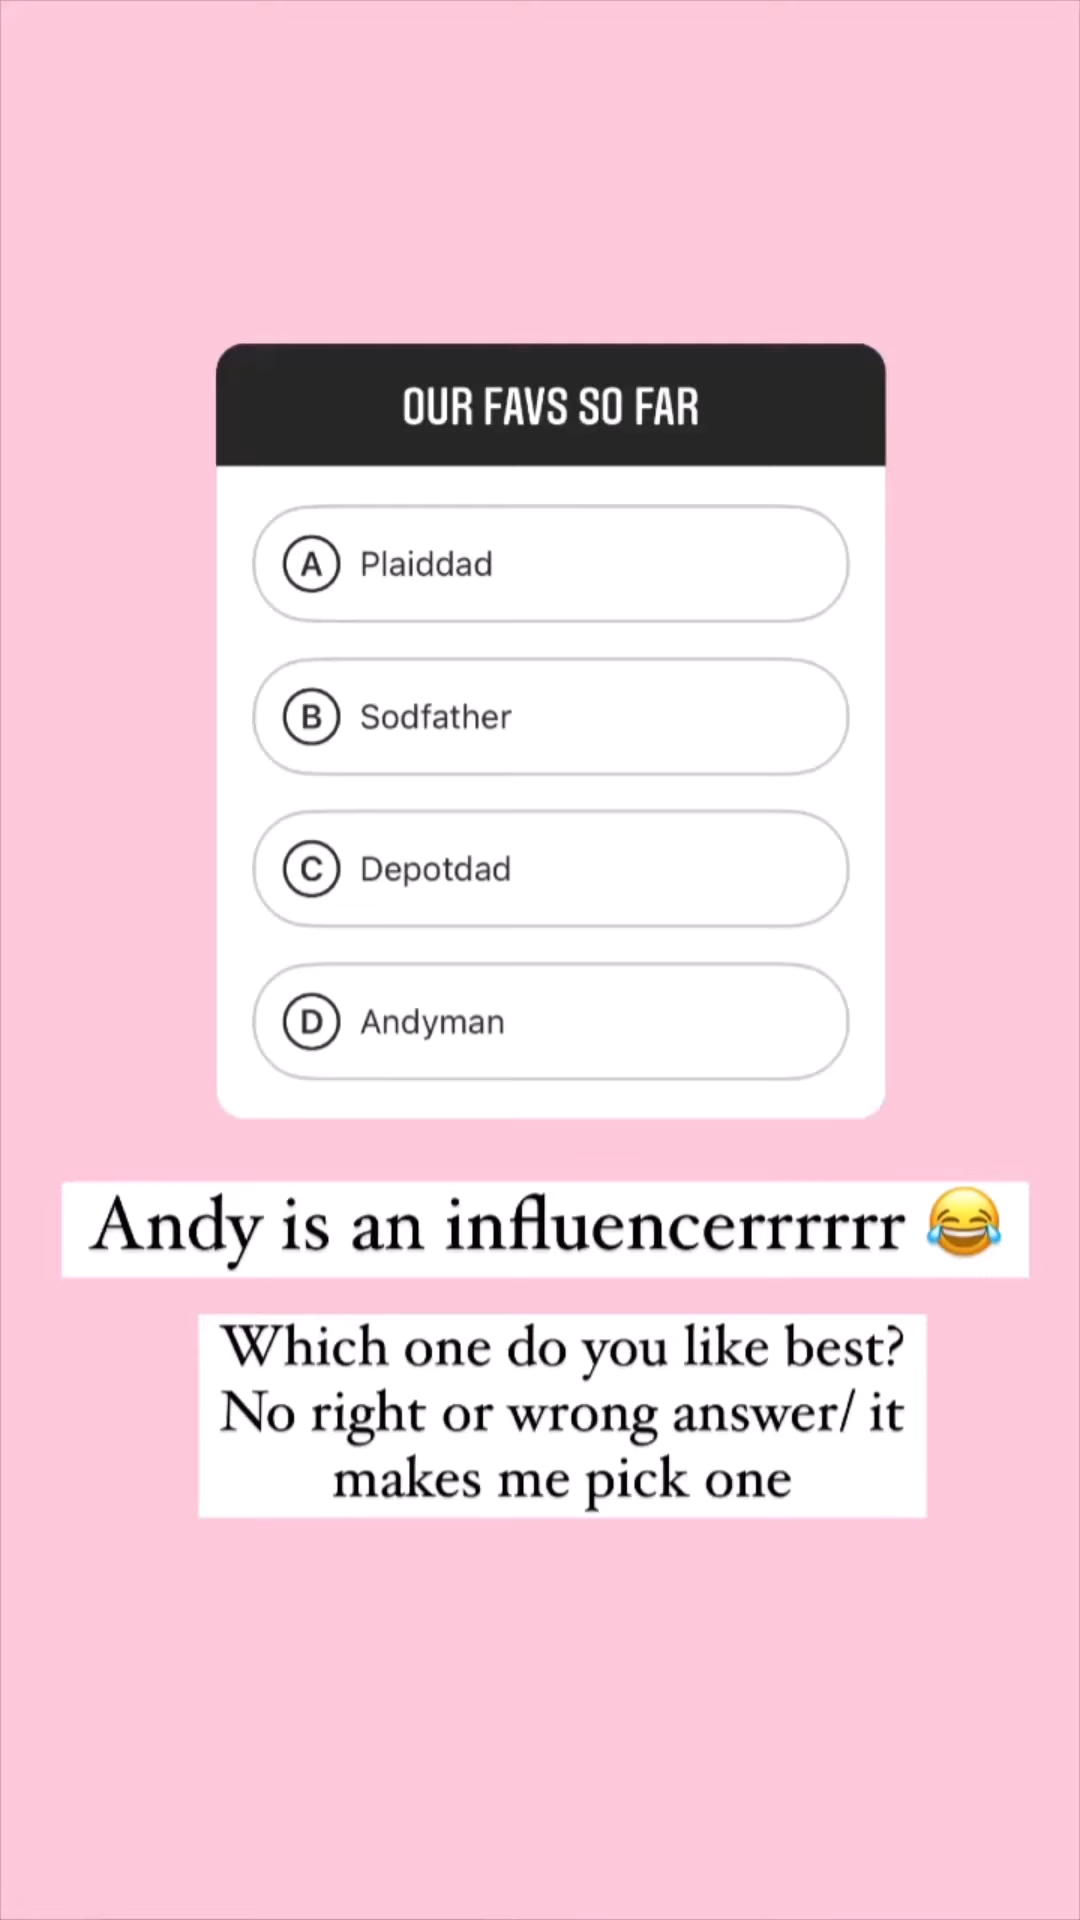 OUR FAVS SO FAR
A Plaiddad
B Sodfather
C Depotdad
D Andyman
Andy is an influencerrrrrr 😂
Which one do you like best?
No right or wrong answer/ it
makes me pick one